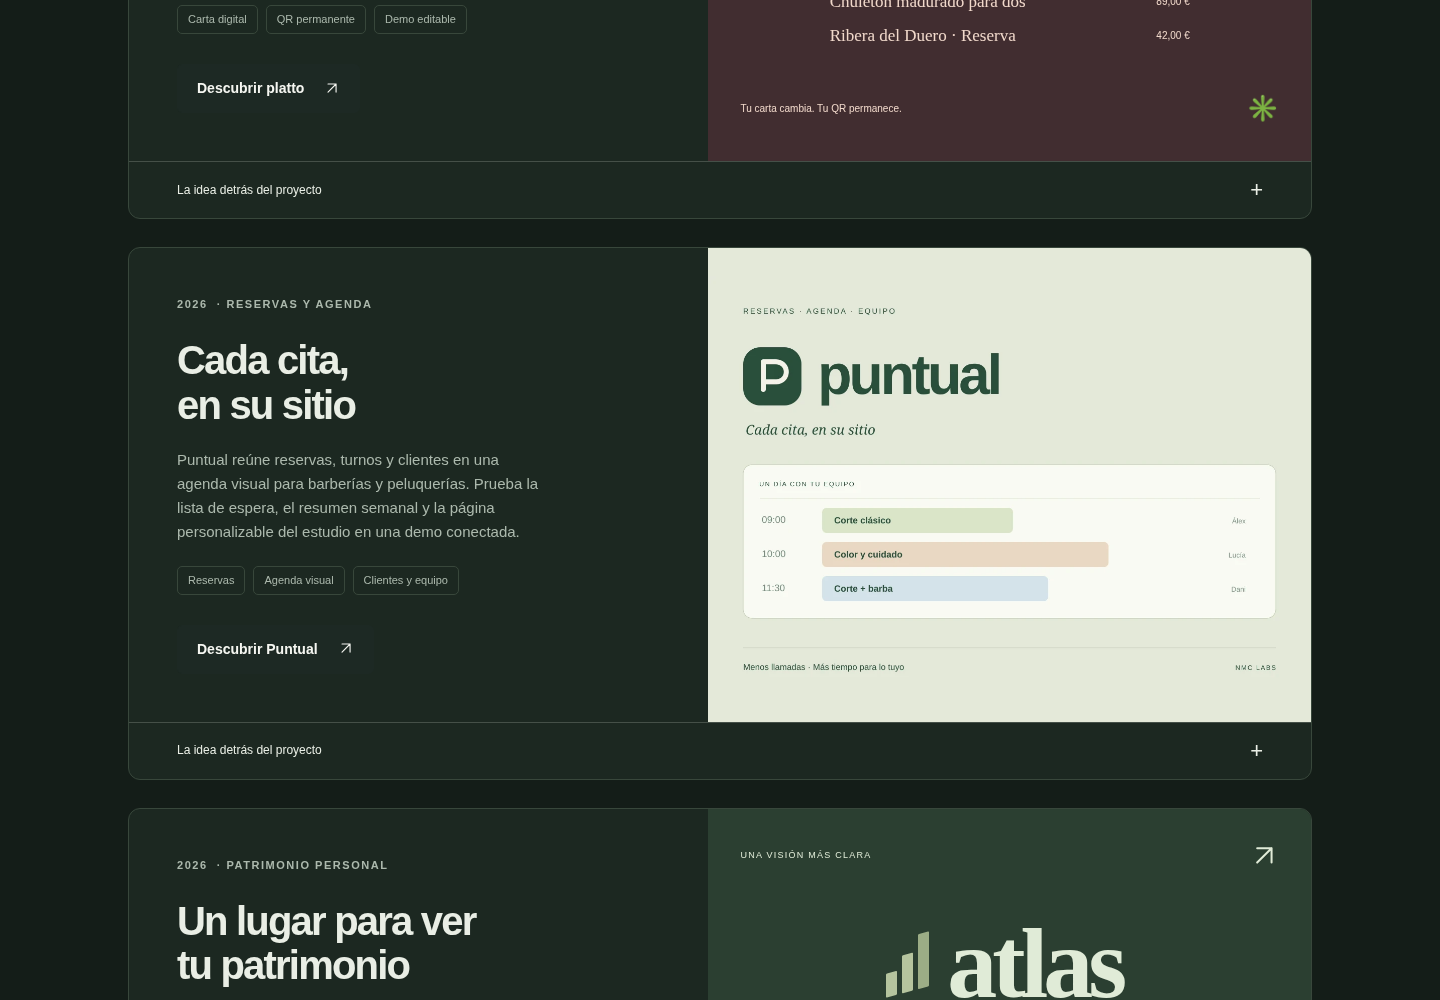 Carta digital
QR permanente
Demo editable
Descubrir platto
Chuletón madurado para dos
89,00 €
Ribera del Duero · Reserva
42,00 €
Tu carta cambia. Tu QR permanece.
La idea detrás del proyecto
+
2026 · RESERVAS Y AGENDA
Cada cita,
en su sitio
Puntual reúne reservas, turnos y clientes en una
agenda visual para barberías y peluquerías. Prueba la
lista de espera, el resumen semanal y la página
personalizable del estudio en una demo conectada.
Reservas
Agenda visual
Clientes y equipo
Descubrir Puntual
RESERVAS · AGENDA · EQUIPO
P puntual
Cada cita, en su sitio
UN DÍA CON TU EQUIPO
09:00 Corte clásico Álex
10:00 Color y cuidado Lucía
11:30 Corte + barba Dani
Menos llamadas · Más tiempo para lo tuyo
NMC LABS
La idea detrás del proyecto
+
2026 · PATRIMONIO PERSONAL
Un lugar para ver
tu patrimonio
UNA VISIÓN MÁS CLARA
atlas